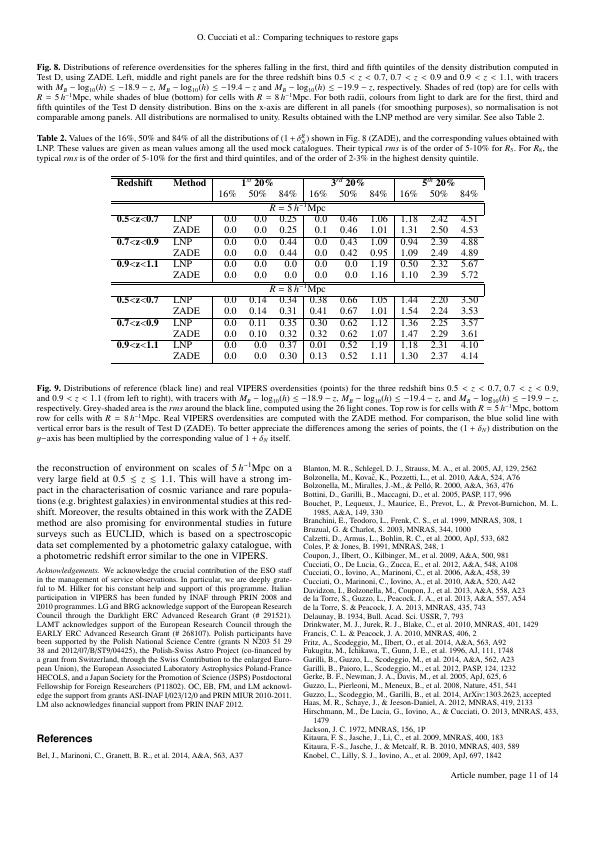 O. Cucciati et al.: Comparing techniques to restore gaps
Fig. 8. Distributions of reference overdensities for the spheres falling in the first, third and fifth quintiles of the density distribution computed in
Test D, using ZADE. Left, middle and right panels are for the three redshift bins 0.5 < z < 0.7, 0.7 < z < 0.9 and 0.9 < z < 1.1, with tracers
with M_B − log10(h) ≤ −18.9 − z, M_B − log10(h) ≤ −19.4 − z and M_B − log10(h) ≤ −19.9 − z, respectively. Shades of red (top) are for cells with
R = 5 h⁻¹Mpc, while shades of blue (bottom) for cells with R = 8 h⁻¹Mpc. For both radii, colours from light to dark are for the first, third and
fifth quintiles of the Test D density distribution. Bins on the x-axis are different in all panels (for smoothing purposes), so normalisation is not
comparable among panels. All distributions are normalised to unity. Results obtained with the LNP method are very similar. See also Table 2.
Table 2. Values of the 16%, 50% and 84% of all the distributions of (1 + δ_N^R) shown in Fig. 8 (ZADE), and the corresponding values obtained with
LNP. These values are given as mean values among all the used mock catalogues. Their typical rms is of the order of 5-10% for R5. For R8, the
typical rms is of the order of 5-10% for the first and third quintiles, and of the order of 2-3% in the highest density quintile.
Redshift Method 1st 20% 3rd 20% 5th 20%
16% 50% 84% 16% 50% 84% 16% 50% 84%
R = 5 h⁻¹Mpc
0.5<z<0.7 LNP 0.0 0.0 0.25 0.0 0.46 1.06 1.18 2.42 4.51
ZADE 0.0 0.0 0.25 0.1 0.46 1.01 1.31 2.50 4.53
0.7<z<0.9 LNP 0.0 0.0 0.44 0.0 0.43 1.09 0.94 2.39 4.88
ZADE 0.0 0.0 0.44 0.0 0.42 0.95 1.09 2.49 4.89
0.9<z<1.1 LNP 0.0 0.0 0.0 0.0 0.0 1.19 0.50 2.32 5.67
ZADE 0.0 0.0 0.0 0.0 0.0 1.16 1.10 2.39 5.72
R = 8 h⁻¹Mpc
0.5<z<0.7 LNP 0.0 0.14 0.34 0.38 0.66 1.05 1.44 2.20 3.50
ZADE 0.0 0.14 0.31 0.41 0.67 1.01 1.54 2.24 3.53
0.7<z<0.9 LNP 0.0 0.11 0.35 0.30 0.62 1.12 1.36 2.25 3.57
ZADE 0.0 0.10 0.32 0.32 0.62 1.07 1.47 2.29 3.61
0.9<z<1.1 LNP 0.0 0.0 0.37 0.01 0.52 1.19 1.18 2.31 4.10
ZADE 0.0 0.0 0.30 0.13 0.52 1.11 1.30 2.37 4.14
Fig. 9. Distributions of reference (black line) and real VIPERS overdensities (points) for the three redshift bins 0.5 < z < 0.7, 0.7 < z < 0.9,
and 0.9 < z < 1.1 (from left to right), with tracers with M_B − log10(h) ≤ −18.9 − z, M_B − log10(h) ≤ −19.4 − z, and M_B − log10(h) ≤ −19.9 − z,
respectively. Grey-shaded area is the rms around the black line, computed using the 26 light cones. Top row is for cells with R = 5 h⁻¹Mpc, bottom
row for cells with R = 8 h⁻¹Mpc. Real VIPERS overdensities are computed with the ZADE method. For comparison, the blue solid line with
vertical error bars is the result of Test D (ZADE). To better appreciate the differences among the series of points, the (1 + δ_N) distribution on the
y−axis has been multiplied by the corresponding value of 1 + δ_N itself.
the reconstruction of environment on scales of 5 h⁻¹Mpc on a
very large field at 0.5 ≤ z ≤ 1.1. This will have a strong im-
pact in the characterisation of cosmic variance and rare popula-
tions (e.g. brightest galaxies) in environmental studies at this red-
shift. Moreover, the results obtained in this work with the ZADE
method are also promising for environmental studies in future
surveys such as EUCLID, which is based on a spectroscopic
data set complemented by a photometric galaxy catalogue, with
a photometric redshift error similar to the one in VIPERS.
Acknowledgements. We acknowledge the crucial contribution of the ESO staff
in the management of service observations. In particular, we are deeply grate-
ful to M. Hilker for his constant help and support of this programme. Italian
participation in VIPERS has been funded by INAF through PRIN 2008 and
2010 programmes. LG and BRG acknowledge support of the European Research
Council through the Darklight ERC Advanced Research Grant (# 291521).
LAMT acknowledges support of the European Research Council through the
EARLY ERC Advanced Research Grant (# 268107). Polish participants have
been supported by the Polish National Science Centre (grants N N203 51 29
38 and 2012/07/B/ST9/04425), the Polish-Swiss Astro Project (co-financed by
a grant from Switzerland, through the Swiss Contribution to the enlarged Euro-
pean Union), the European Associated Laboratory Astrophysics Poland-France
HECOLS, and a Japan Society for the Promotion of Science (JSPS) Postdoctoral
Fellowship for Foreign Researchers (P11802). OC, EB, FM, and LM acknowl-
edge the support from grants ASI-INAF I/023/12/0 and PRIN MIUR 2010-2011.
LM also acknowledges financial support from PRIN INAF 2012.
References
Bel, J., Marinoni, C., Granett, B. R., et al. 2014, A&A, 563, A37
Blanton, M. R., Schlegel, D. J., Strauss, M. A., et al. 2005, AJ, 129, 2562
Bolzonella, M., Kovač, K., Pozzetti, L., et al. 2010, A&A, 524, A76
Bolzonella, M., Miralles, J.-M., & Pelló, R. 2000, A&A, 363, 476
Bottini, D., Garilli, B., Maccagni, D., et al. 2005, PASP, 117, 996
Bouchet, P., Lequeux, J., Maurice, E., Prevot, L., & Prevot-Burnichon, M. L.
1985, A&A, 149, 330
Branchini, E., Teodoro, L., Frenk, C. S., et al. 1999, MNRAS, 308, 1
Bruzual, G. & Charlot, S. 2003, MNRAS, 344, 1000
Calzetti, D., Armus, L., Bohlin, R. C., et al. 2000, ApJ, 533, 682
Coles, P. & Jones, B. 1991, MNRAS, 248, 1
Coupon, J., Ilbert, O., Kilbinger, M., et al. 2009, A&A, 500, 981
Cucciati, O., De Lucia, G., Zucca, E., et al. 2012, A&A, 548, A108
Cucciati, O., Iovino, A., Marinoni, C., et al. 2006, A&A, 458, 39
Cucciati, O., Marinoni, C., Iovino, A., et al. 2010, A&A, 520, A42
Davidzon, I., Bolzonella, M., Coupon, J., et al. 2013, A&A, 558, A23
de la Torre, S., Guzzo, L., Peacock, J. A., et al. 2013, A&A, 557, A54
de la Torre, S. & Peacock, J. A. 2013, MNRAS, 435, 743
Delaunay, B. 1934, Bull. Acad. Sci. USSR, 7, 793
Drinkwater, M. J., Jurek, R. J., Blake, C., et al. 2010, MNRAS, 401, 1429
Francis, C. L. & Peacock, J. A. 2010, MNRAS, 406, 2
Fritz, A., Scodeggio, M., Ilbert, O., et al. 2014, A&A, 563, A92
Fukugita, M., Ichikawa, T., Gunn, J. E., et al. 1996, AJ, 111, 1748
Garilli, B., Guzzo, L., Scodeggio, M., et al. 2014, A&A, 562, A23
Garilli, B., Paioro, L., Scodeggio, M., et al. 2012, PASP, 124, 1232
Gerke, B. F., Newman, J. A., Davis, M., et al. 2005, ApJ, 625, 6
Guzzo, L., Pierleoni, M., Meneux, B., et al. 2008, Nature, 451, 541
Guzzo, L., Scodeggio, M., Garilli, B., et al. 2014, ArXiv:1303.2623, accepted
Haas, M. R., Schaye, J., & Jeeson-Daniel, A. 2012, MNRAS, 419, 2133
Hirschmann, M., De Lucia, G., Iovino, A., & Cucciati, O. 2013, MNRAS, 433,
1479
Jackson, J. C. 1972, MNRAS, 156, 1P
Kitaura, F. S., Jasche, J., Li, C., et al. 2009, MNRAS, 400, 183
Kitaura, F.-S., Jasche, J., & Metcalf, R. B. 2010, MNRAS, 403, 589
Knobel, C., Lilly, S. J., Iovino, A., et al. 2009, ApJ, 697, 1842
Article number, page 11 of 14